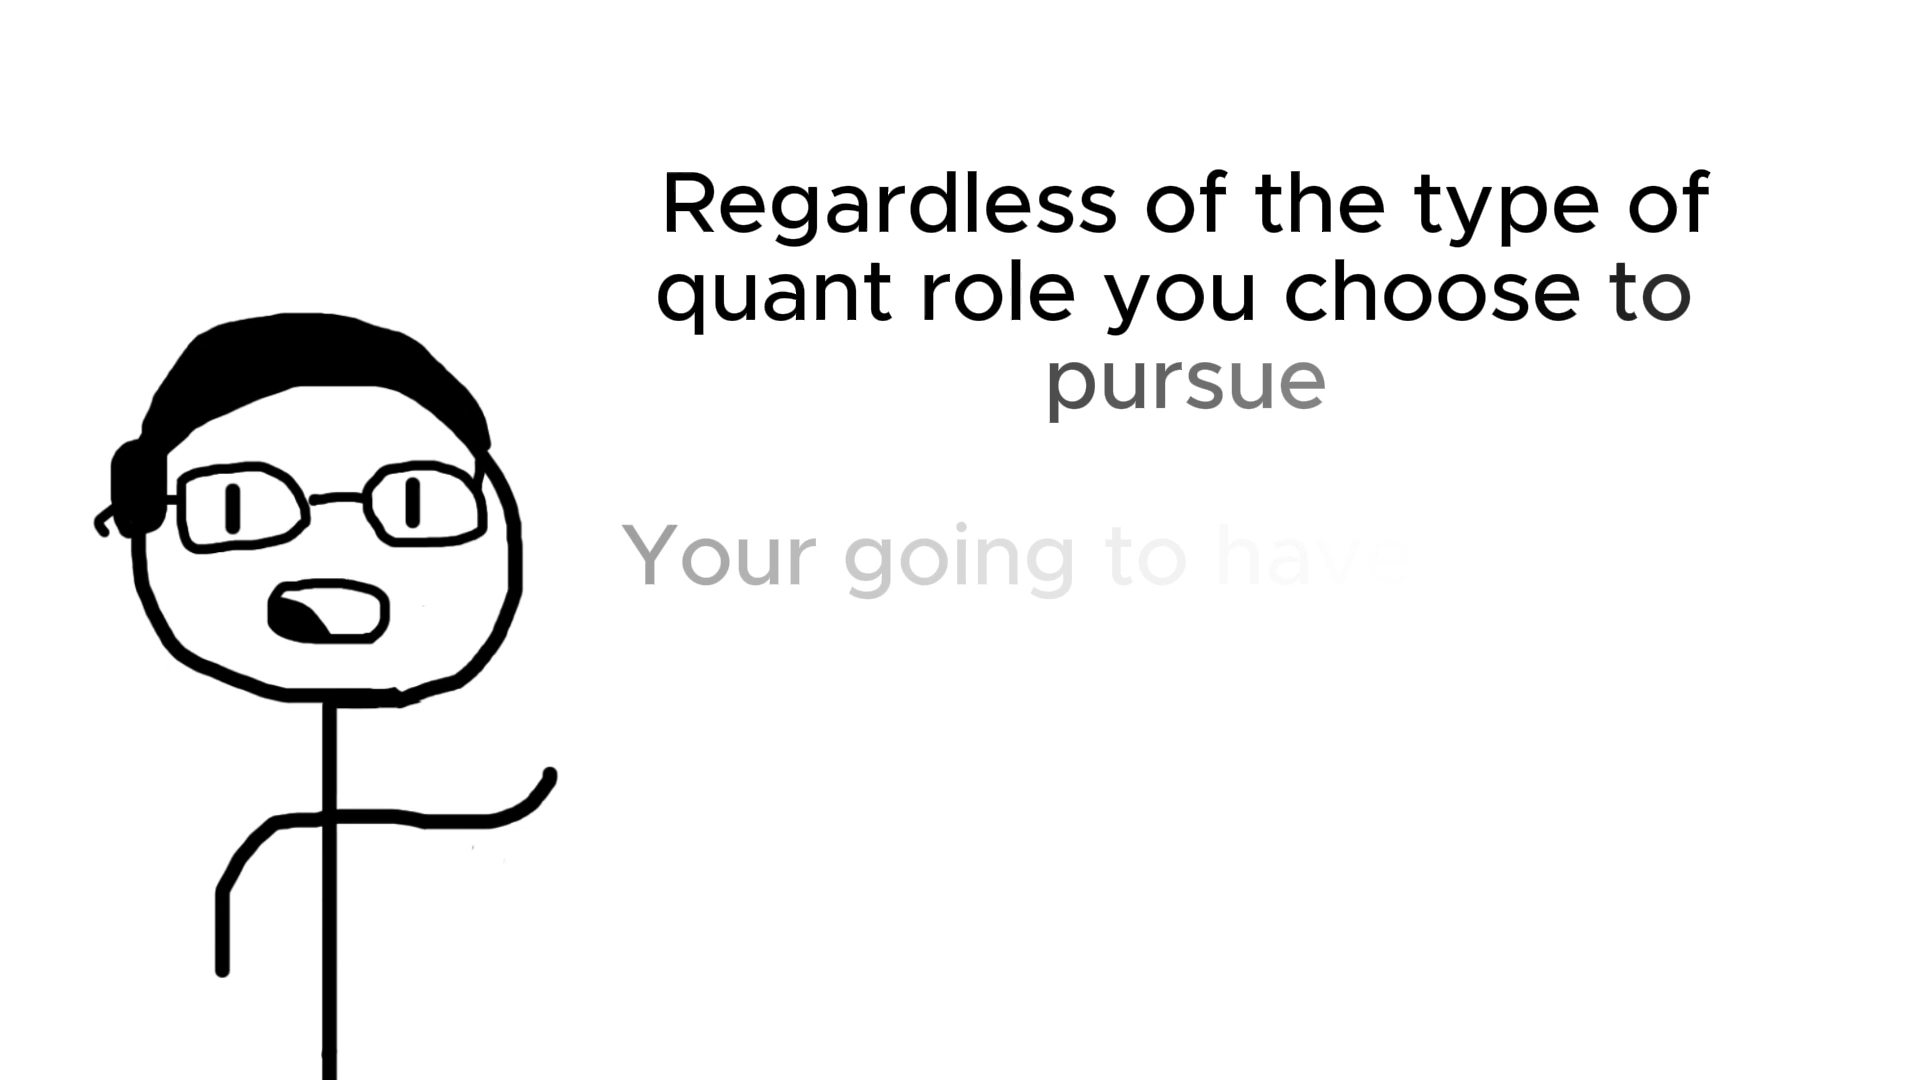 Regardless of the type of
quant role you choose to
pursue
Your going to have